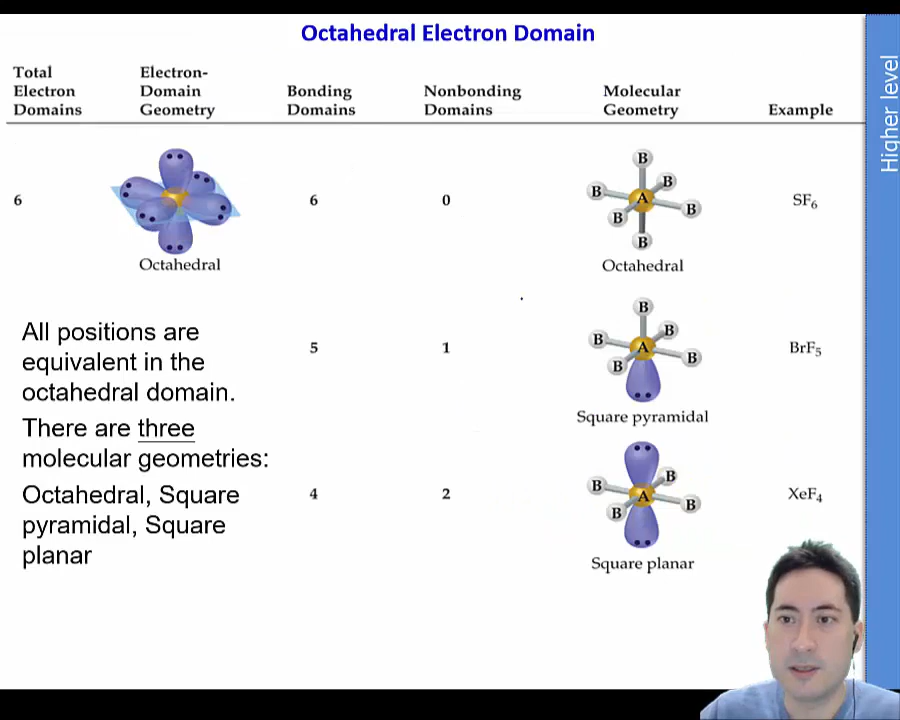 Octahedral Electron Domain
Higher level
Total
Electron
Domains
Electron-
Domain
Geometry
Bonding
Domains
Nonbonding
Domains
Molecular
Geometry
Example
6
Octahedral
6
0
B
B
B
A
B
B
B
Octahedral
SF₆
All positions are
equivalent in the
octahedral domain.
There are three
molecular geometries:
Octahedral, Square
pyramidal, Square
planar
5
1
B
B
B
A
B
B
Square pyramidal
BrF₅
4
2
B
B
A
B
B
Square planar
XeF₄